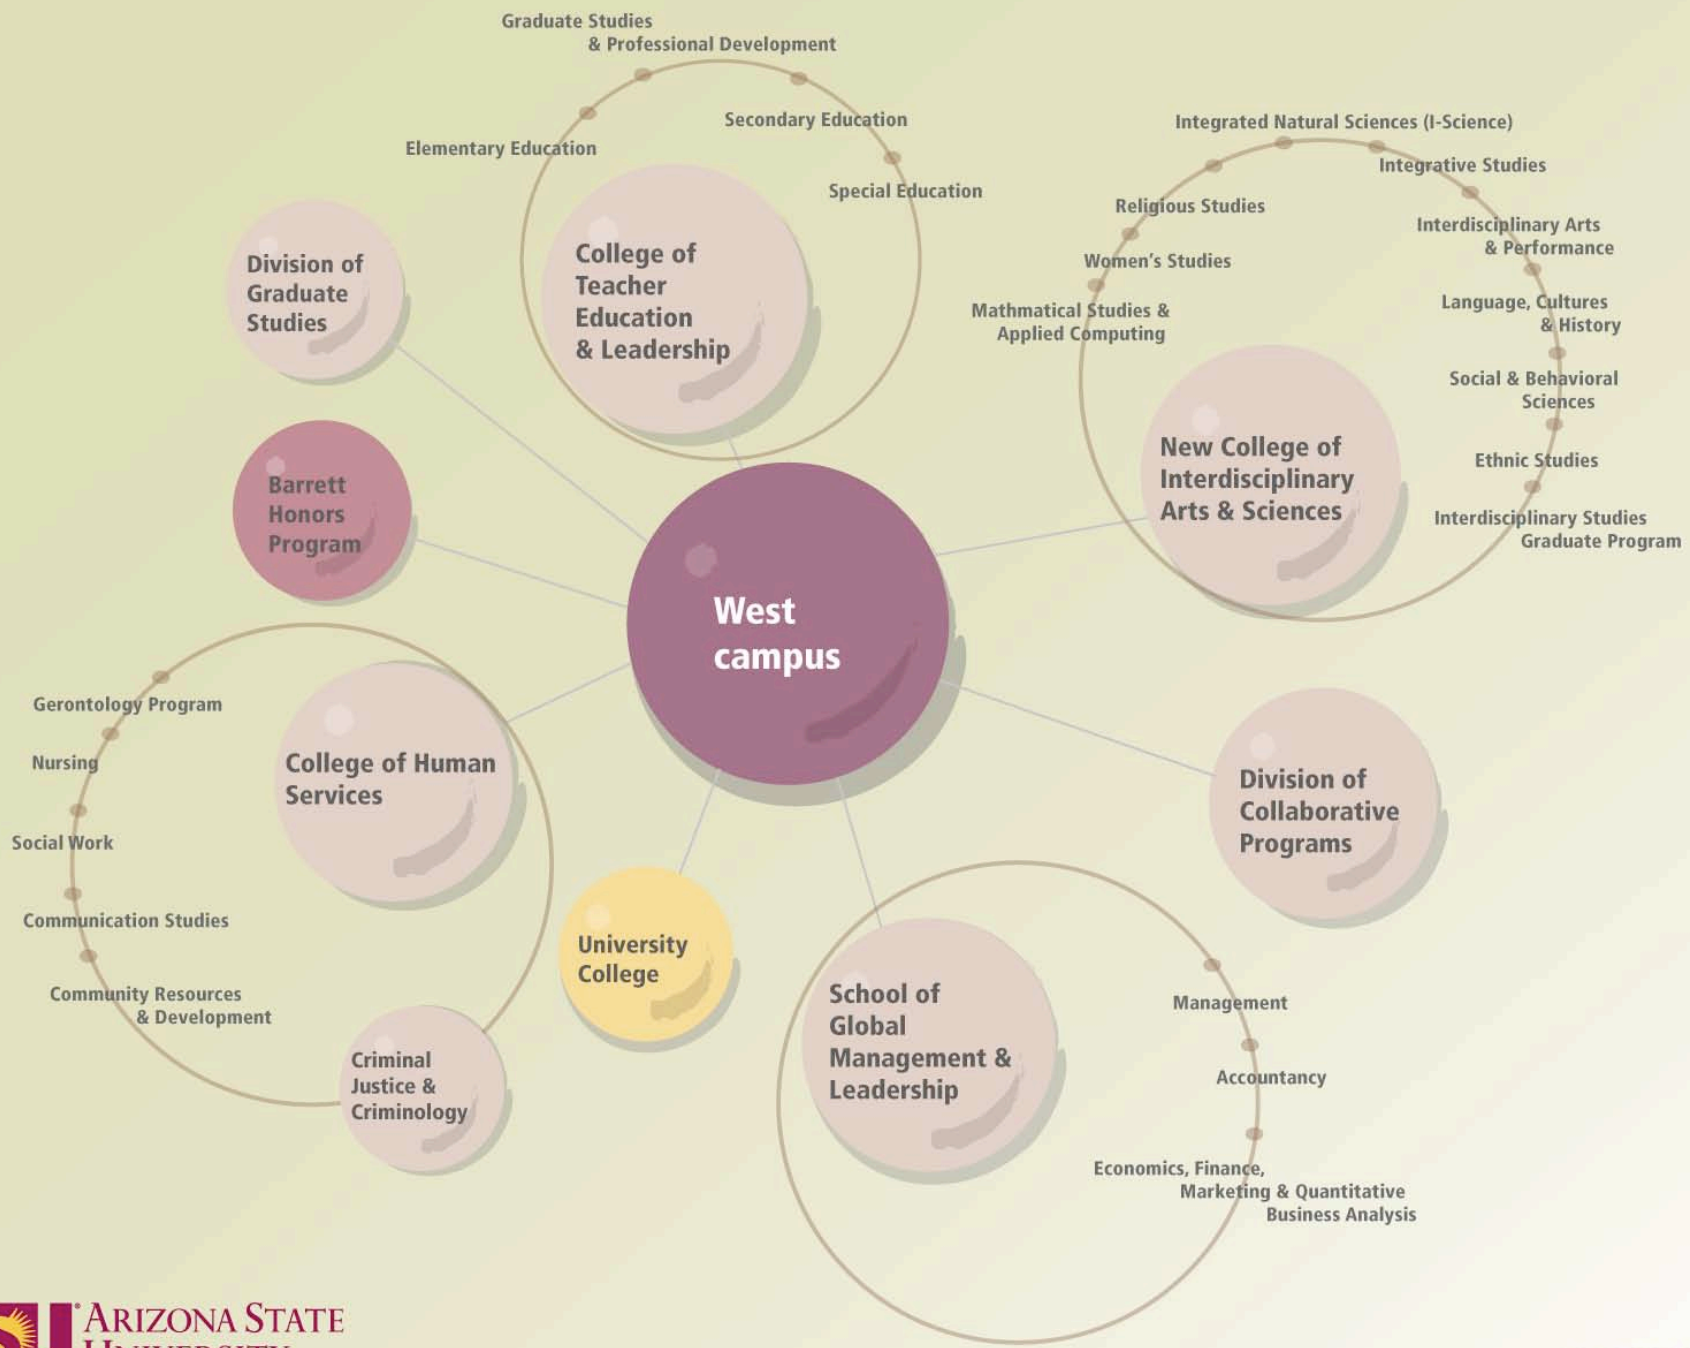 Graduate Studies
& Professional Development
Secondary Education
Elementary Education
Special Education
College of
Teacher
Education
& Leadership
Division of
Graduate
Studies
Barrett
Honors
Program
Integrated Natural Sciences (I-Science)
Integrative Studies
Religious Studies
Interdisciplinary Arts
& Performance
Women's Studies
Mathmatical Studies &
Applied Computing
Language, Cultures
& History
Social & Behavioral
Sciences
Ethnic Studies
Interdisciplinary Studies
Graduate Program
New College of
Interdisciplinary
Arts & Sciences
West
campus
Gerontology Program
Nursing
Social Work
Communication Studies
Community Resources
& Development
College of Human
Services
Criminal
Justice &
Criminology
University
College
School of
Global
Management &
Leadership
Division of
Collaborative
Programs
Management
Accountancy
Economics, Finance,
Marketing & Quantitative
Business Analysis
ARIZONA STATE
UNIVERSITY